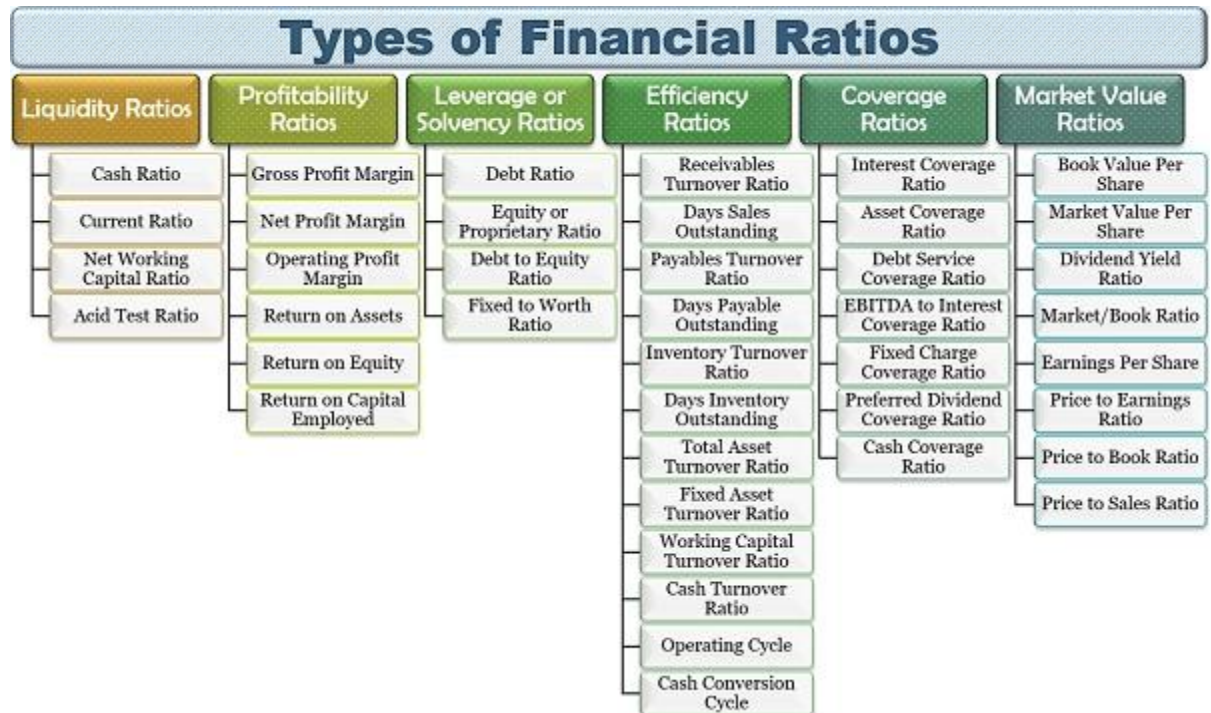 Types of Financial Ratios
Liquidity Ratios
Cash Ratio
Current Ratio
Net Working
Capital Ratio
Acid Test Ratio
Profitability
Ratios
Gross Profit Margin
Net Profit Margin
Operating Profit
Margin
Return on Assets
Return on Equity
Return on Capital
Employed
Leverage or
Solvency Ratios
Debt Ratio
Equity or
Proprietary Ratio
Debt to Equity
Ratio
Fixed to Worth
Ratio
Efficiency
Ratios
Receivables
Turnover Ratio
Days Sales
Outstanding
Payables Turnover
Ratio
Days Payable
Outstanding
Inventory Turnover
Ratio
Days Inventory
Outstanding
Total Asset
Turnover Ratio
Fixed Asset
Turnover Ratio
Working Capital
Turnover Ratio
Cash Turnover
Ratio
Operating Cycle
Cash Conversion
Cycle
Coverage
Ratios
Interest Coverage
Ratio
Asset Coverage
Ratio
Debt Service
Coverage Ratio
EBITDA to Interest
Coverage Ratio
Fixed Charge
Coverage Ratio
Preferred Dividend
Coverage Ratio
Cash Coverage
Ratio
Market Value
Ratios
Book Value Per
Share
Market Value Per
Share
Dividend Yield
Ratio
Market/Book Ratio
Earnings Per Share
Price to Earnings
Ratio
Price to Book Ratio
Price to Sales Ratio